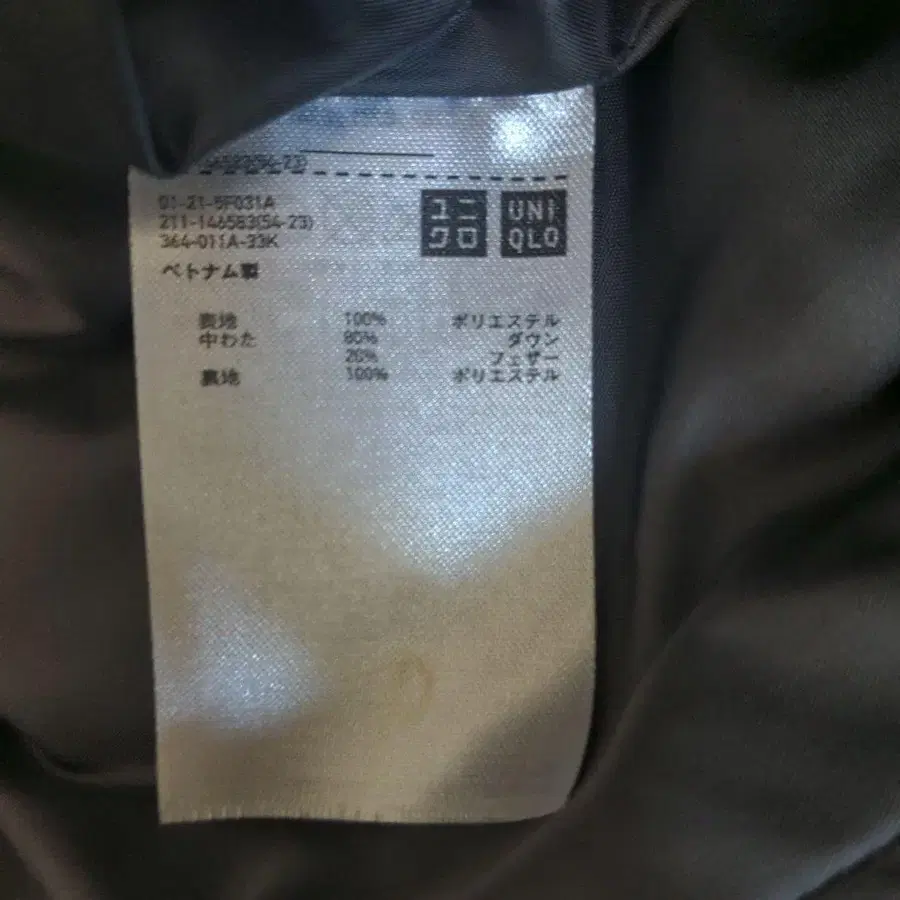 01-21-5F031A
211-146583(54-23)
364-011A-33K
ユニクロ
UNIQLO
ベトナム製
表地 100% ポリエステル
中わた 80% ダウン
20% フェザー
裏地 100% ポリエステル